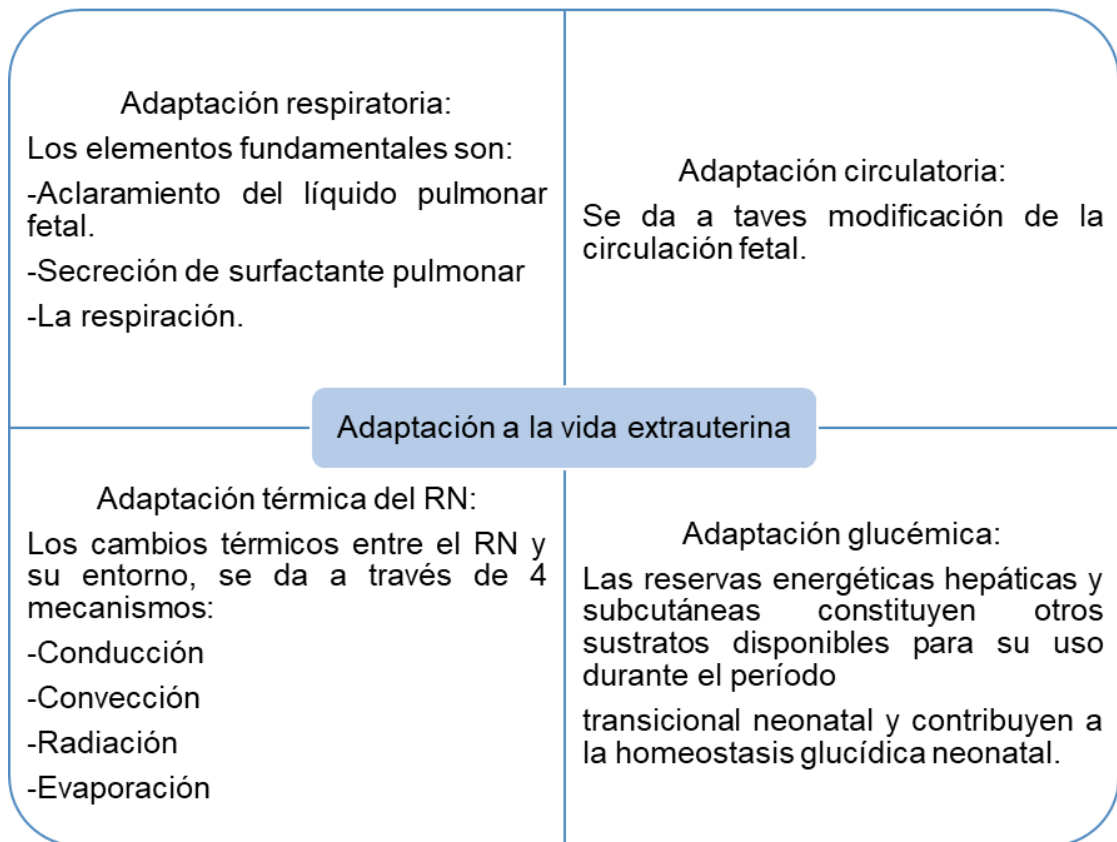 Adaptación respiratoria:
Los elementos fundamentales son:
-Aclaramiento del líquido pulmonar
fetal.
-Secreción de surfactante pulmonar
-La respiración.
Adaptación circulatoria:
Se da a taves modificación de la
circulación fetal.
Adaptación a la vida extrauterina
Adaptación térmica del RN:
Los cambios térmicos entre el RN y
su entorno, se da a través de 4
mecanismos:
-Conducción
-Convección
-Radiación
-Evaporación
Adaptación glucémica:
Las reservas energéticas hepáticas y
subcutáneas constituyen otros
sustratos disponibles para su uso
durante el período
transicional neonatal y contribuyen a
la homeostasis glucídica neonatal.